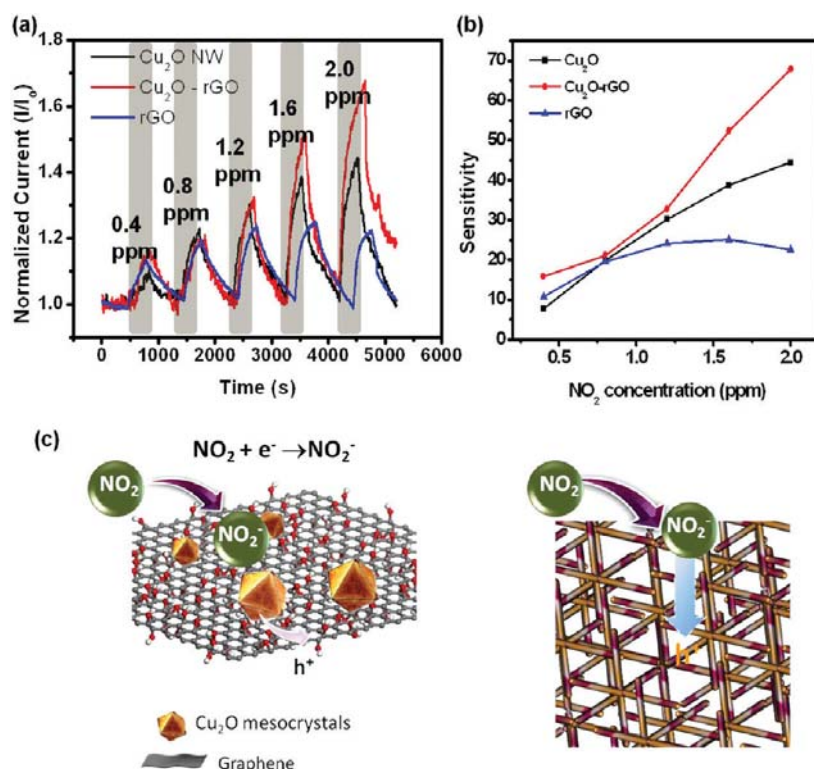 (a)
Normalized Current (I/Iₒ)
1.8
1.6
1.4
1.2
1.0
Cu₂O NW
Cu₂O - rGO
rGO
0.4
ppm
0.8
ppm
1.2
ppm
1.6
ppm
2.0
ppm
0 1000 2000 3000 4000 5000 6000
Time (s)
(b)
Sensitivity
70
60
50
40
30
20
10
0
Cu₂O
Cu₂O-rGO
rGO
0.5 1.0 1.5 2.0
NO₂ concentration (ppm)
(c)
NO₂ + e⁻ →NO₂⁻
NO₂
NO₂⁻
h⁺
Cu₂O mesocrystals
Graphene
NO₂
NO₂⁻